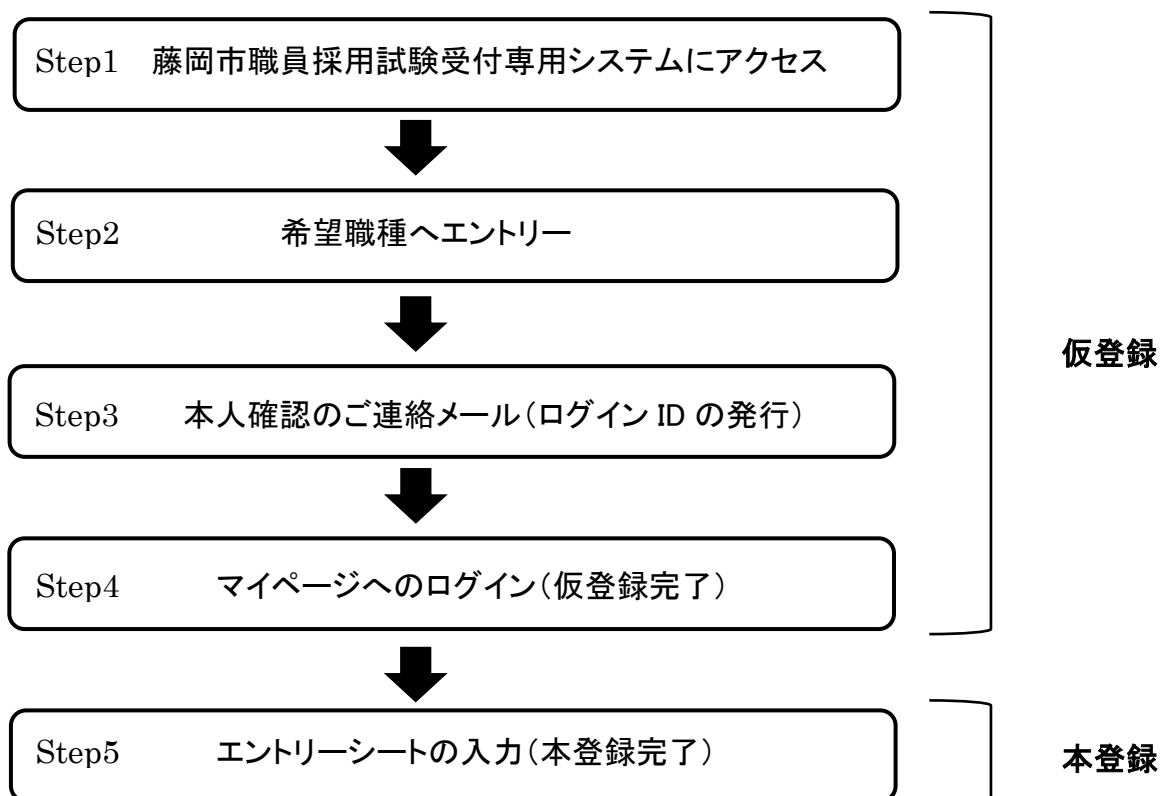 Step1 藤岡市職員採用試験受付専用システムにアクセス
Step2 希望職種へエントリー
仮登録
Step3 本人確認のご連絡メール(ログイン ID の発行)
Step4 マイページへのログイン(仮登録完了)
Step5 エントリーシートの入力(本登録完了)
本登録